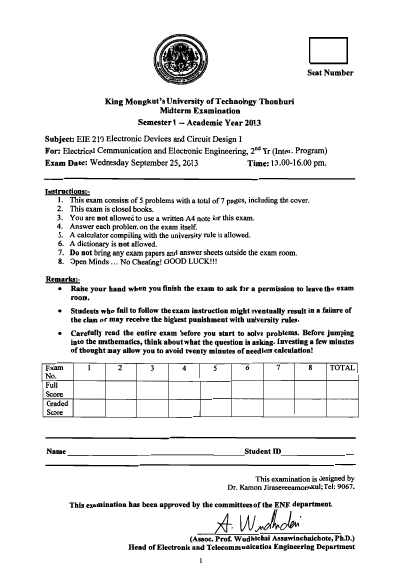 Seat Number
King Mongkut's University of Technology Thonburi
Midterm Examination
Semester 1 – Academic Year 2013
Subject: EIE 210 Electronic Devices and Circuit Design I
For: Electrical Communication and Electronic Engineering, 2nd Yr (Inter. Program)
Exam Date: Wednesday September 25, 2013 Time: 13.00-16.00 pm.
Instructions:-
1. This exam consists of 5 problems with a total of 7 pages, including the cover.
2. This exam is closed books.
3. You are not allowed to use a written A4 note for this exam.
4. Answer each problem on the exam itself.
5. A calculator compiling with the university rule is allowed.
6. A dictionary is not allowed.
7. Do not bring any exam papers and answer sheets outside the exam room.
8. Open Minds … No Cheating! GOOD LUCK!!!
Remarks:-
• Raise your hand when you finish the exam to ask for a permission to leave the exam
room.
• Students who fail to follow the exam instruction might eventually result in a failure of
the class or may receive the highest punishment with university rules.
• Carefully read the entire exam before you start to solve problems. Before jumping
into the mathematics, think about what the question is asking. Investing a few minutes
of thought may allow you to avoid twenty minutes of needless calculation!
Exam 1 2 3 4 5 6 7 8 TOTAL
No.
Full
Score
Graded
Score
Name Student ID
This examination is designed by
Dr. Kamon Jirasereeamornkul; Tel: 9067.
This examination has been approved by the committees of the ENE department.
(Assoc. Prof. Wudhichai Assawinchaichote, Ph.D.)
Head of Electronic and Telecommunication Engineering Department
1